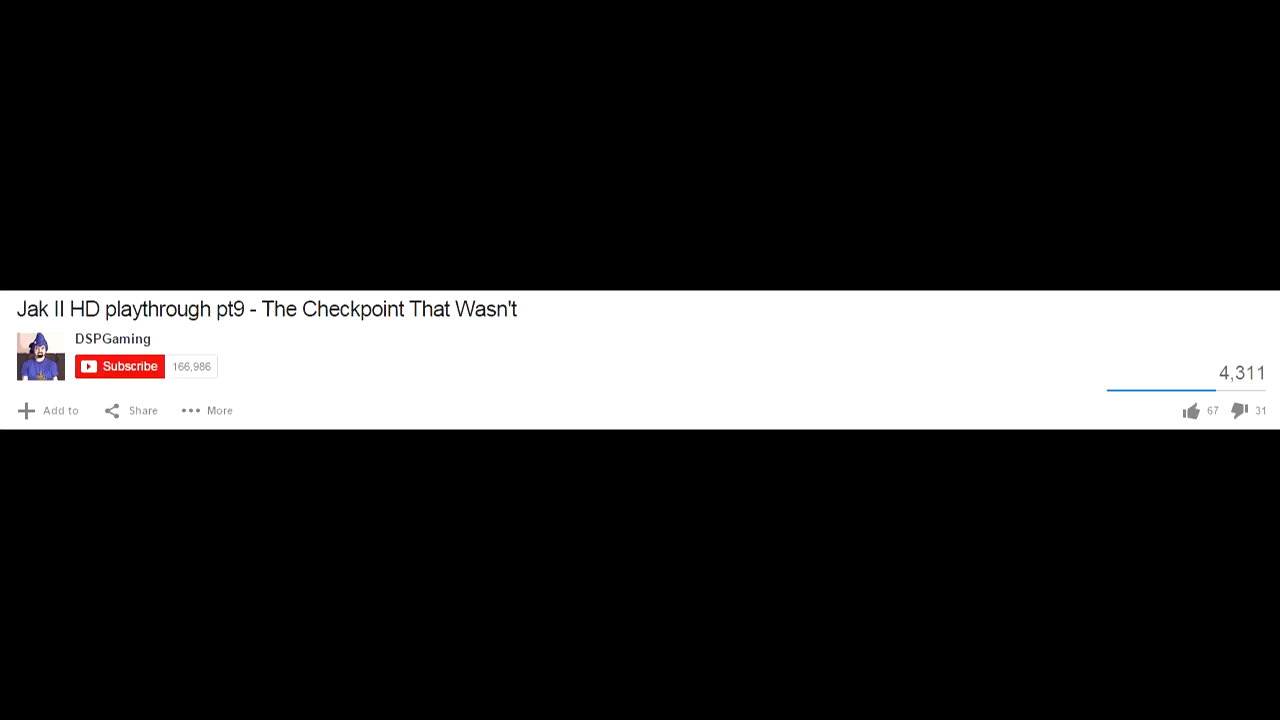 Jak II HD playthrough pt9 - The Checkpoint That Wasn't
DSPGaming
Subscribe 166,986
4,311
Add to Share More 67 31